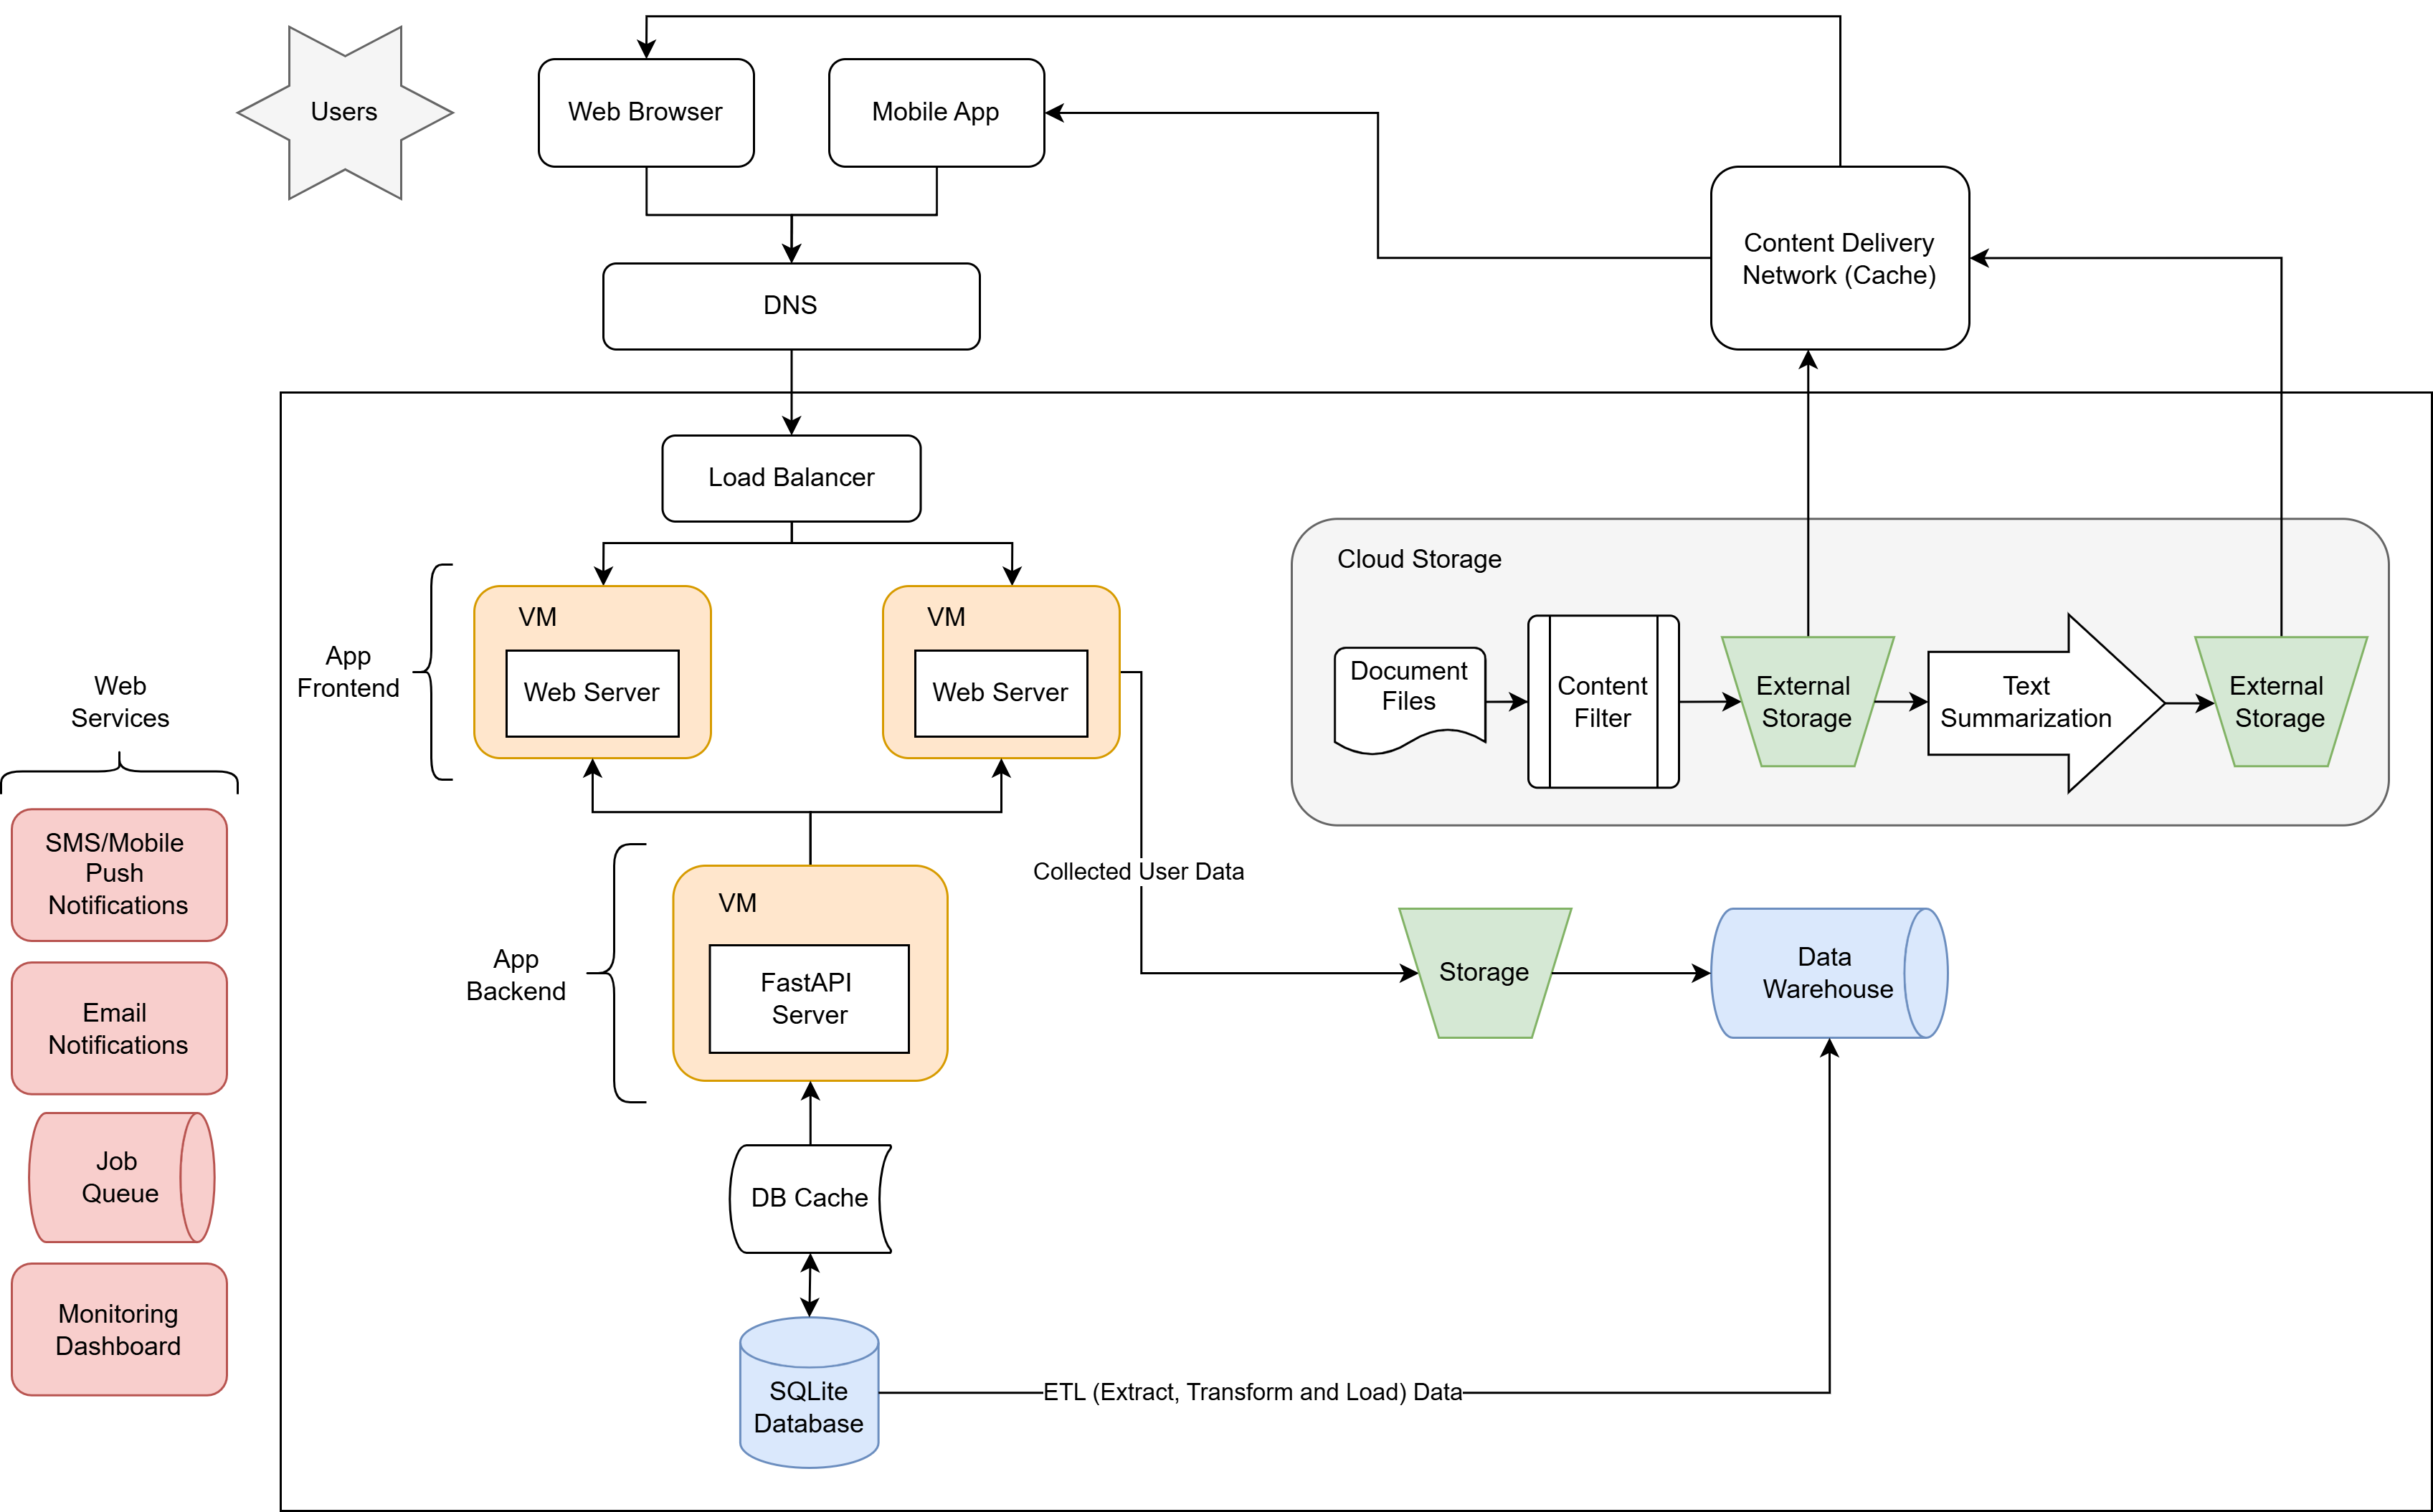 Users
Web Browser
Mobile App
Content Delivery
Network (Cache)
DNS
Load Balancer
App
Frontend
VM
Web Server
VM
Web Server
Cloud Storage
Document
Files
Content
Filter
External
Storage
Text
Summarization
External
Storage
Web
Services
SMS/Mobile
Push
Notifications
Email
Notifications
Job
Queue
Monitoring
Dashboard
Collected User Data
App
Backend
VM
FastAPI
Server
Storage
Data
Warehouse
DB Cache
SQLite
Database
ETL (Extract, Transform and Load) Data